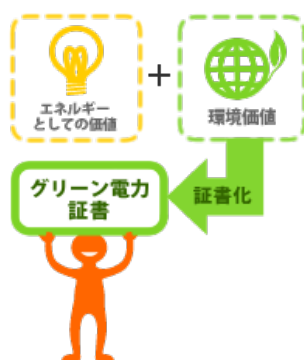 エネルギー
としての価値
+
環境価値
グリーン電力
証書
証書化